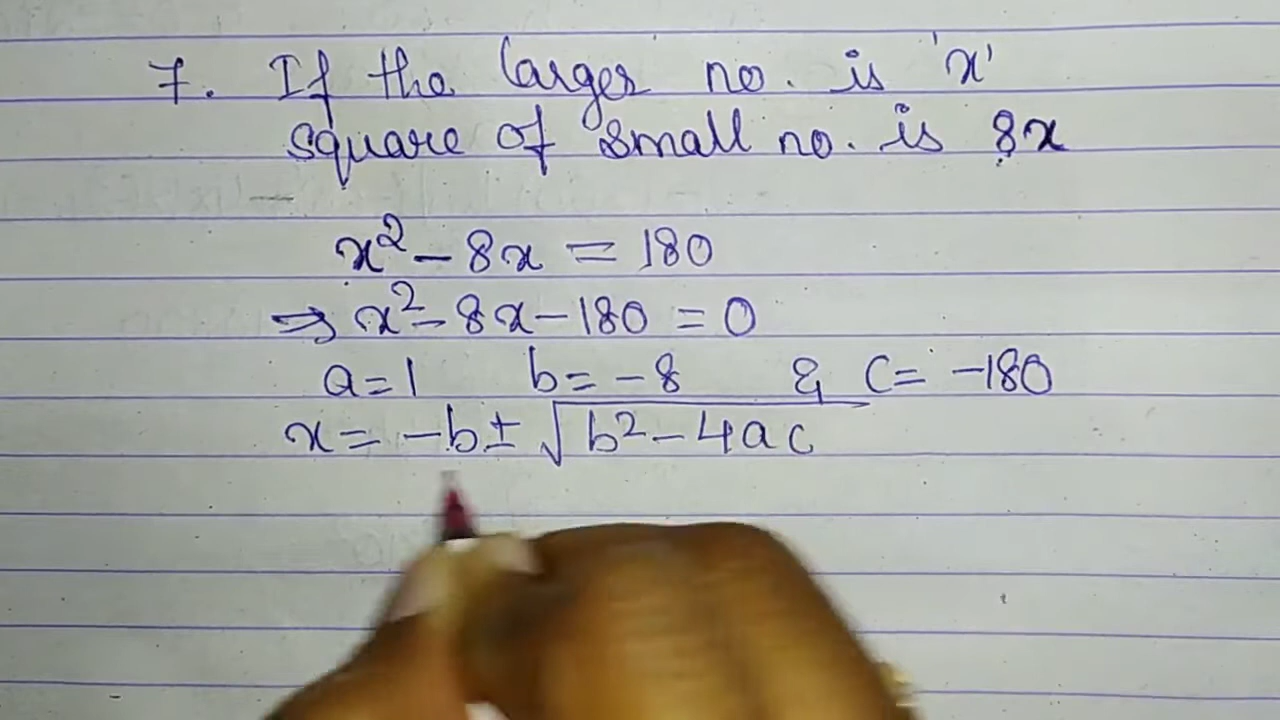 7. If the larger no. is 'x'
square of small no. is 8x
x² - 8x = 180
⇒ x² - 8x - 180 = 0
a = 1 b = -8 & c = -180
x = -b ± √b² - 4ac